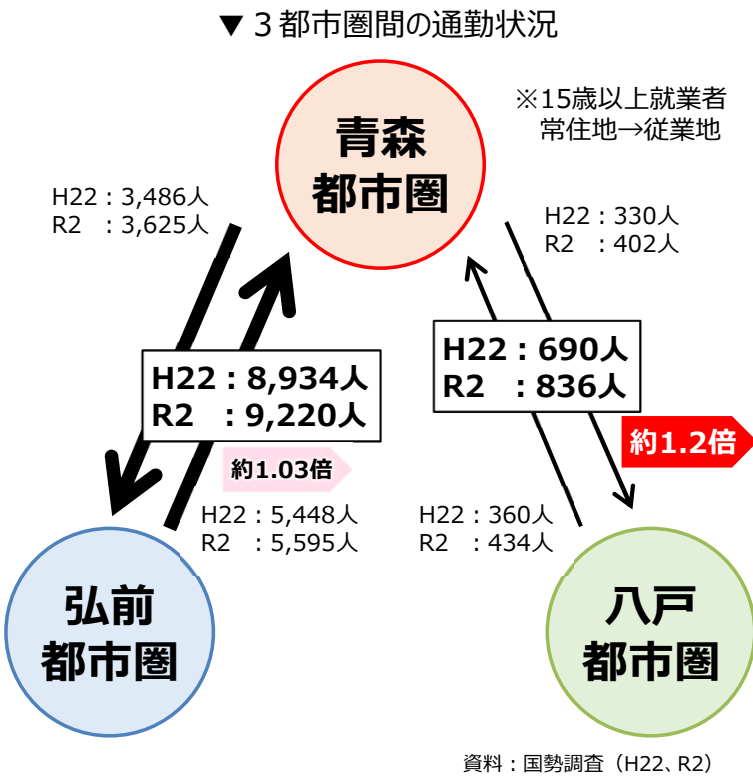 ▼ 3都市圏間の通勤状況
青森
都市圏
※15歳以上就業者
常住地→従業地
H22：3,486人
R2 ：3,625人
H22：330人
R2 ：402人
H22：8,934人
R2 ：9,220人
H22：690人
R2 ：836人
約1.03倍
約1.2倍
H22：5,448人
R2 ：5,595人
H22：360人
R2 ：434人
弘前
都市圏
八戸
都市圏
資料：国勢調査（H22、R2）